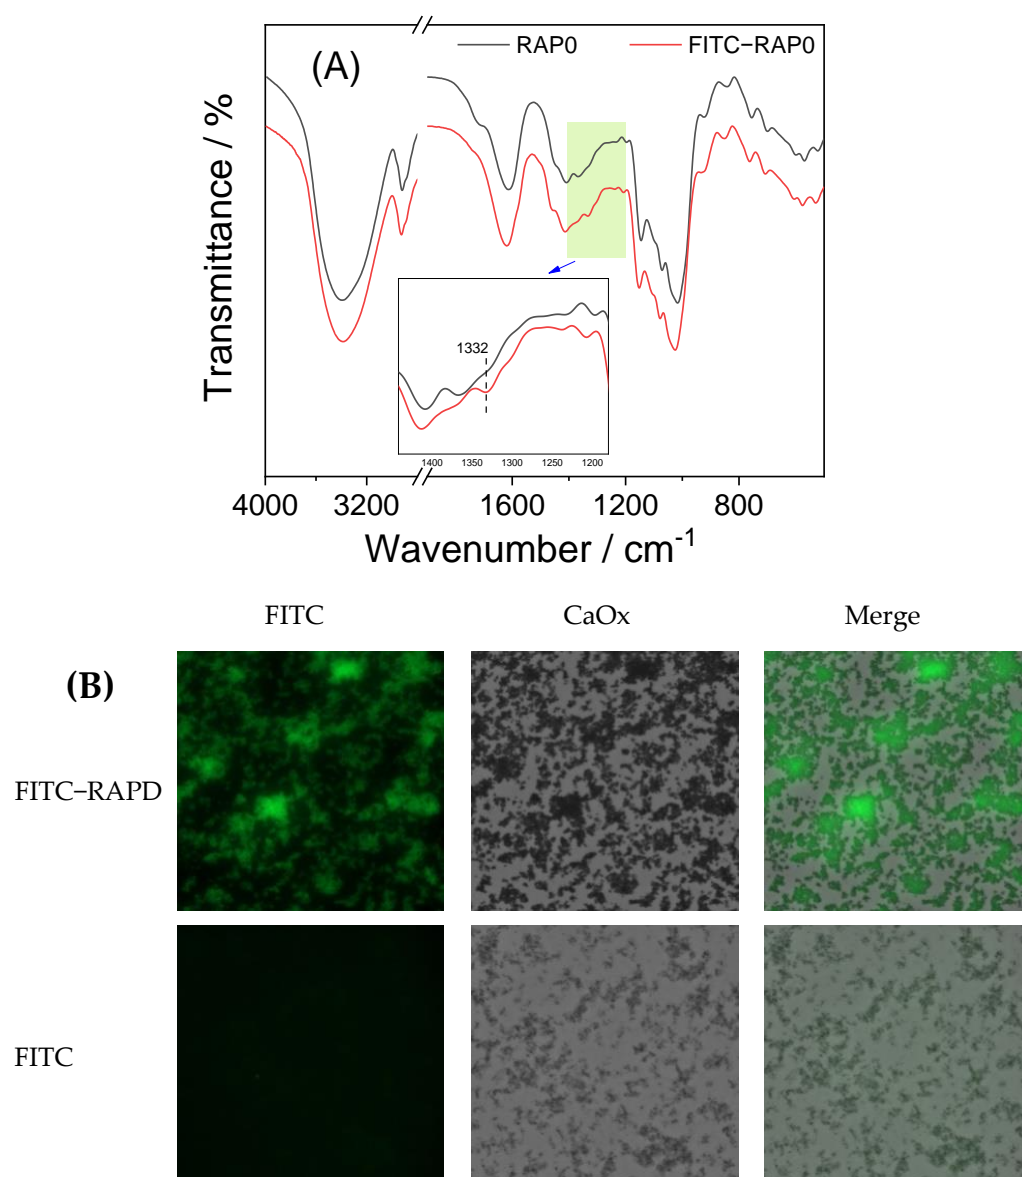 (A)
RAP0
FITC−RAP0
Transmittance / %
1332
1400 1350 1300 1250 1200
4000 3200 1600 1200 800
Wavenumber / cm⁻¹
FITC CaOx Merge
(B)
FITC−RAPD
FITC